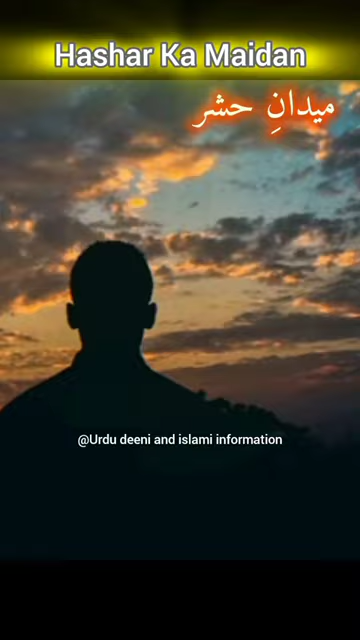 Hashar Ka Maidan
میدانِ حشر
@Urdu deeni and islami information